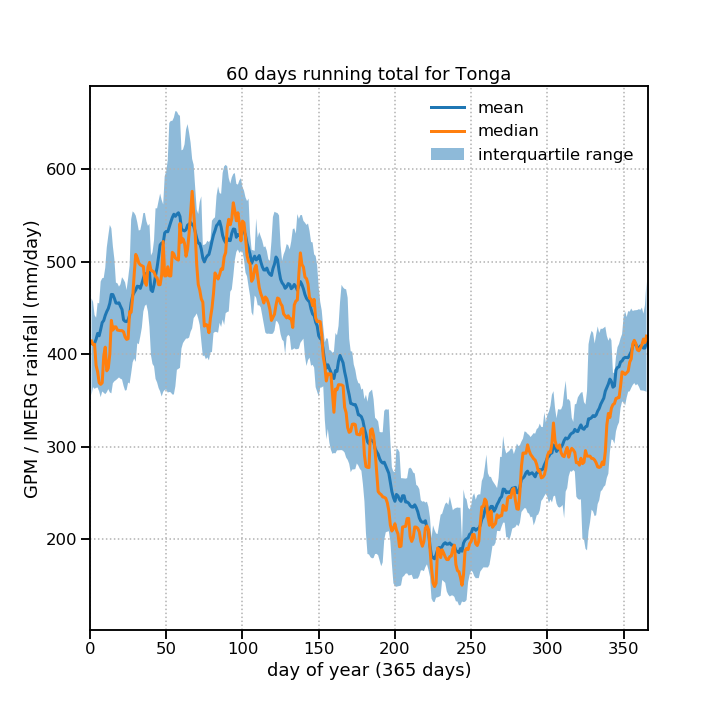 60 days running total for Tonga
mean
median
interquartile range
GPM / IMERG rainfall (mm/day)
600
500
400
300
200
0 50 100 150 200 250 300 350
day of year (365 days)